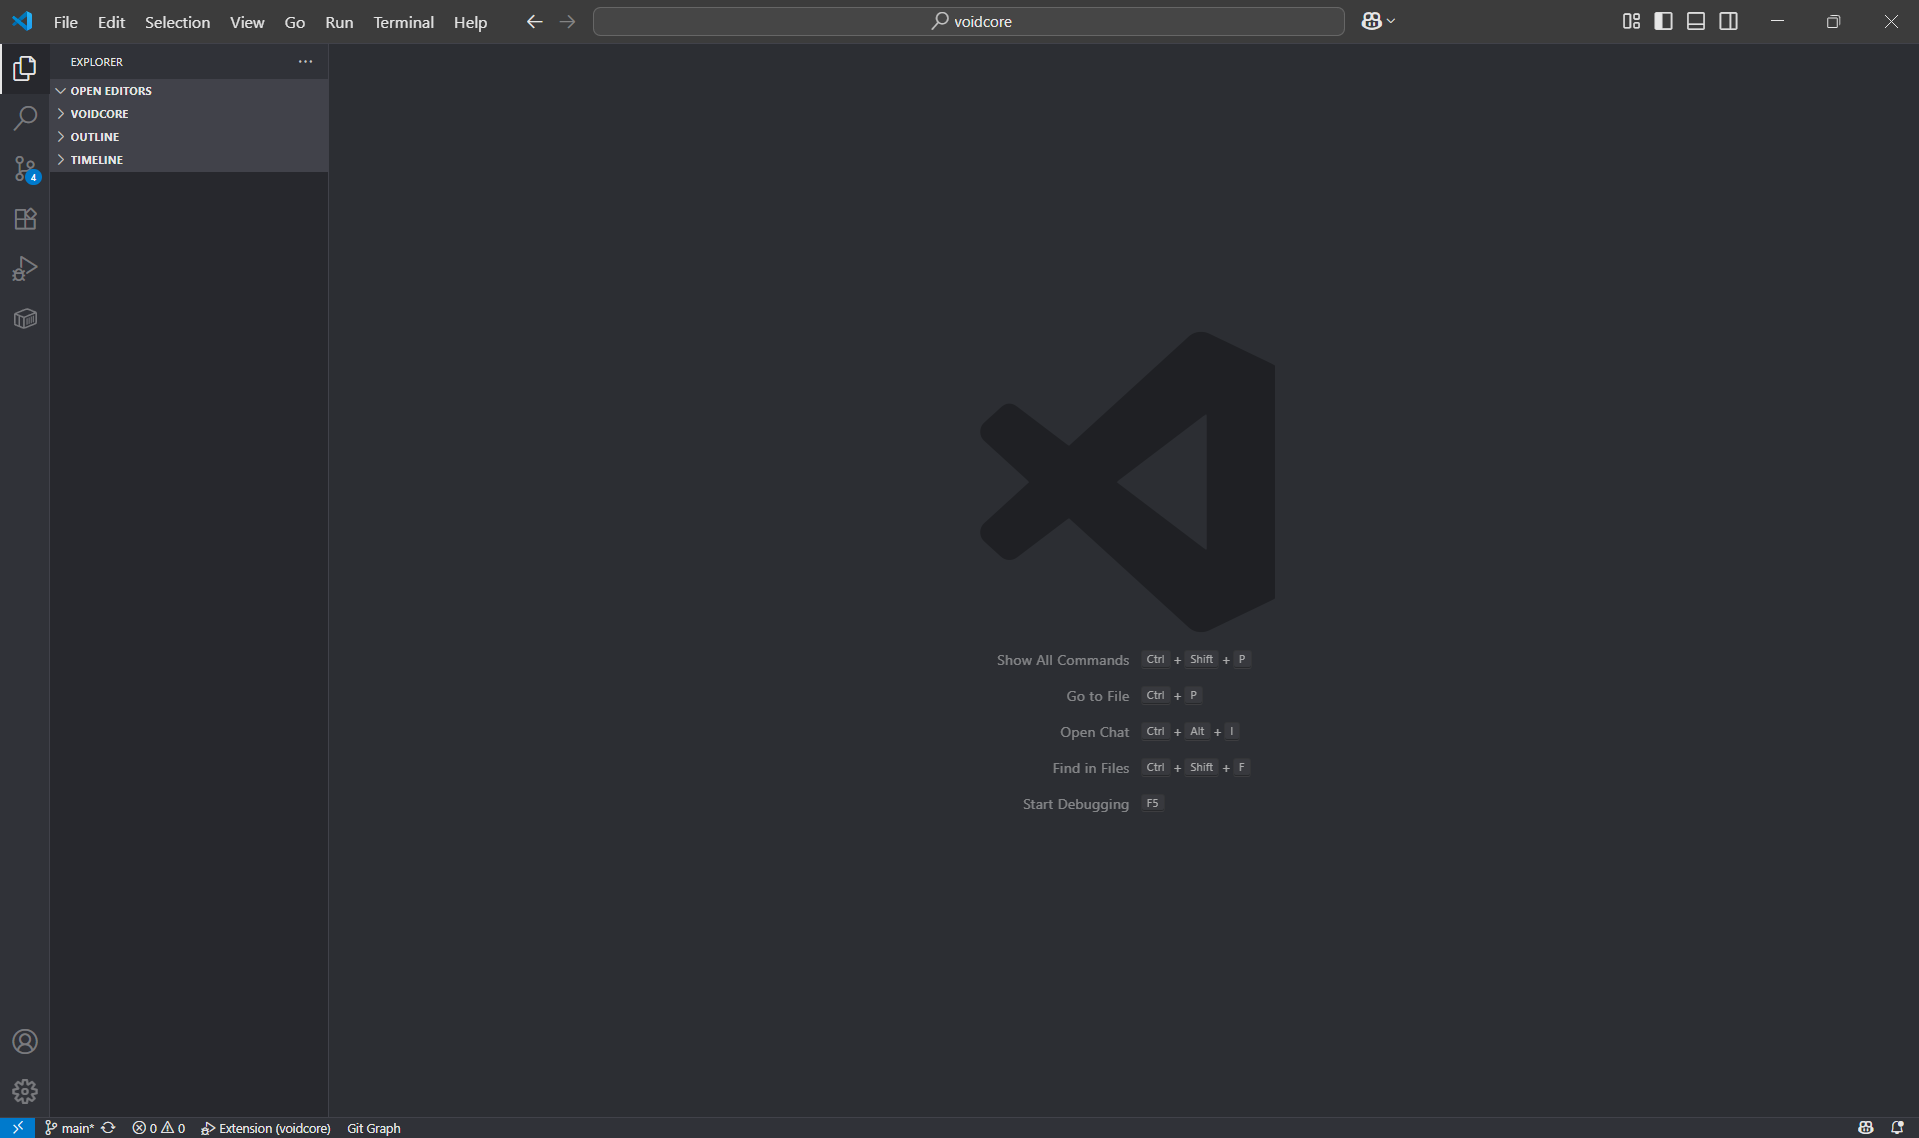 File Edit Selection View Go Run Terminal Help voidcore
EXPLORER
OPEN EDITORS
VOIDCORE
OUTLINE
TIMELINE
4
Show All Commands Ctrl + Shift + P
Go to File Ctrl + P
Open Chat Ctrl + Alt + I
Find in Files Ctrl + Shift + F
Start Debugging F5
main* 0 0 Extension (voidcore) Git Graph